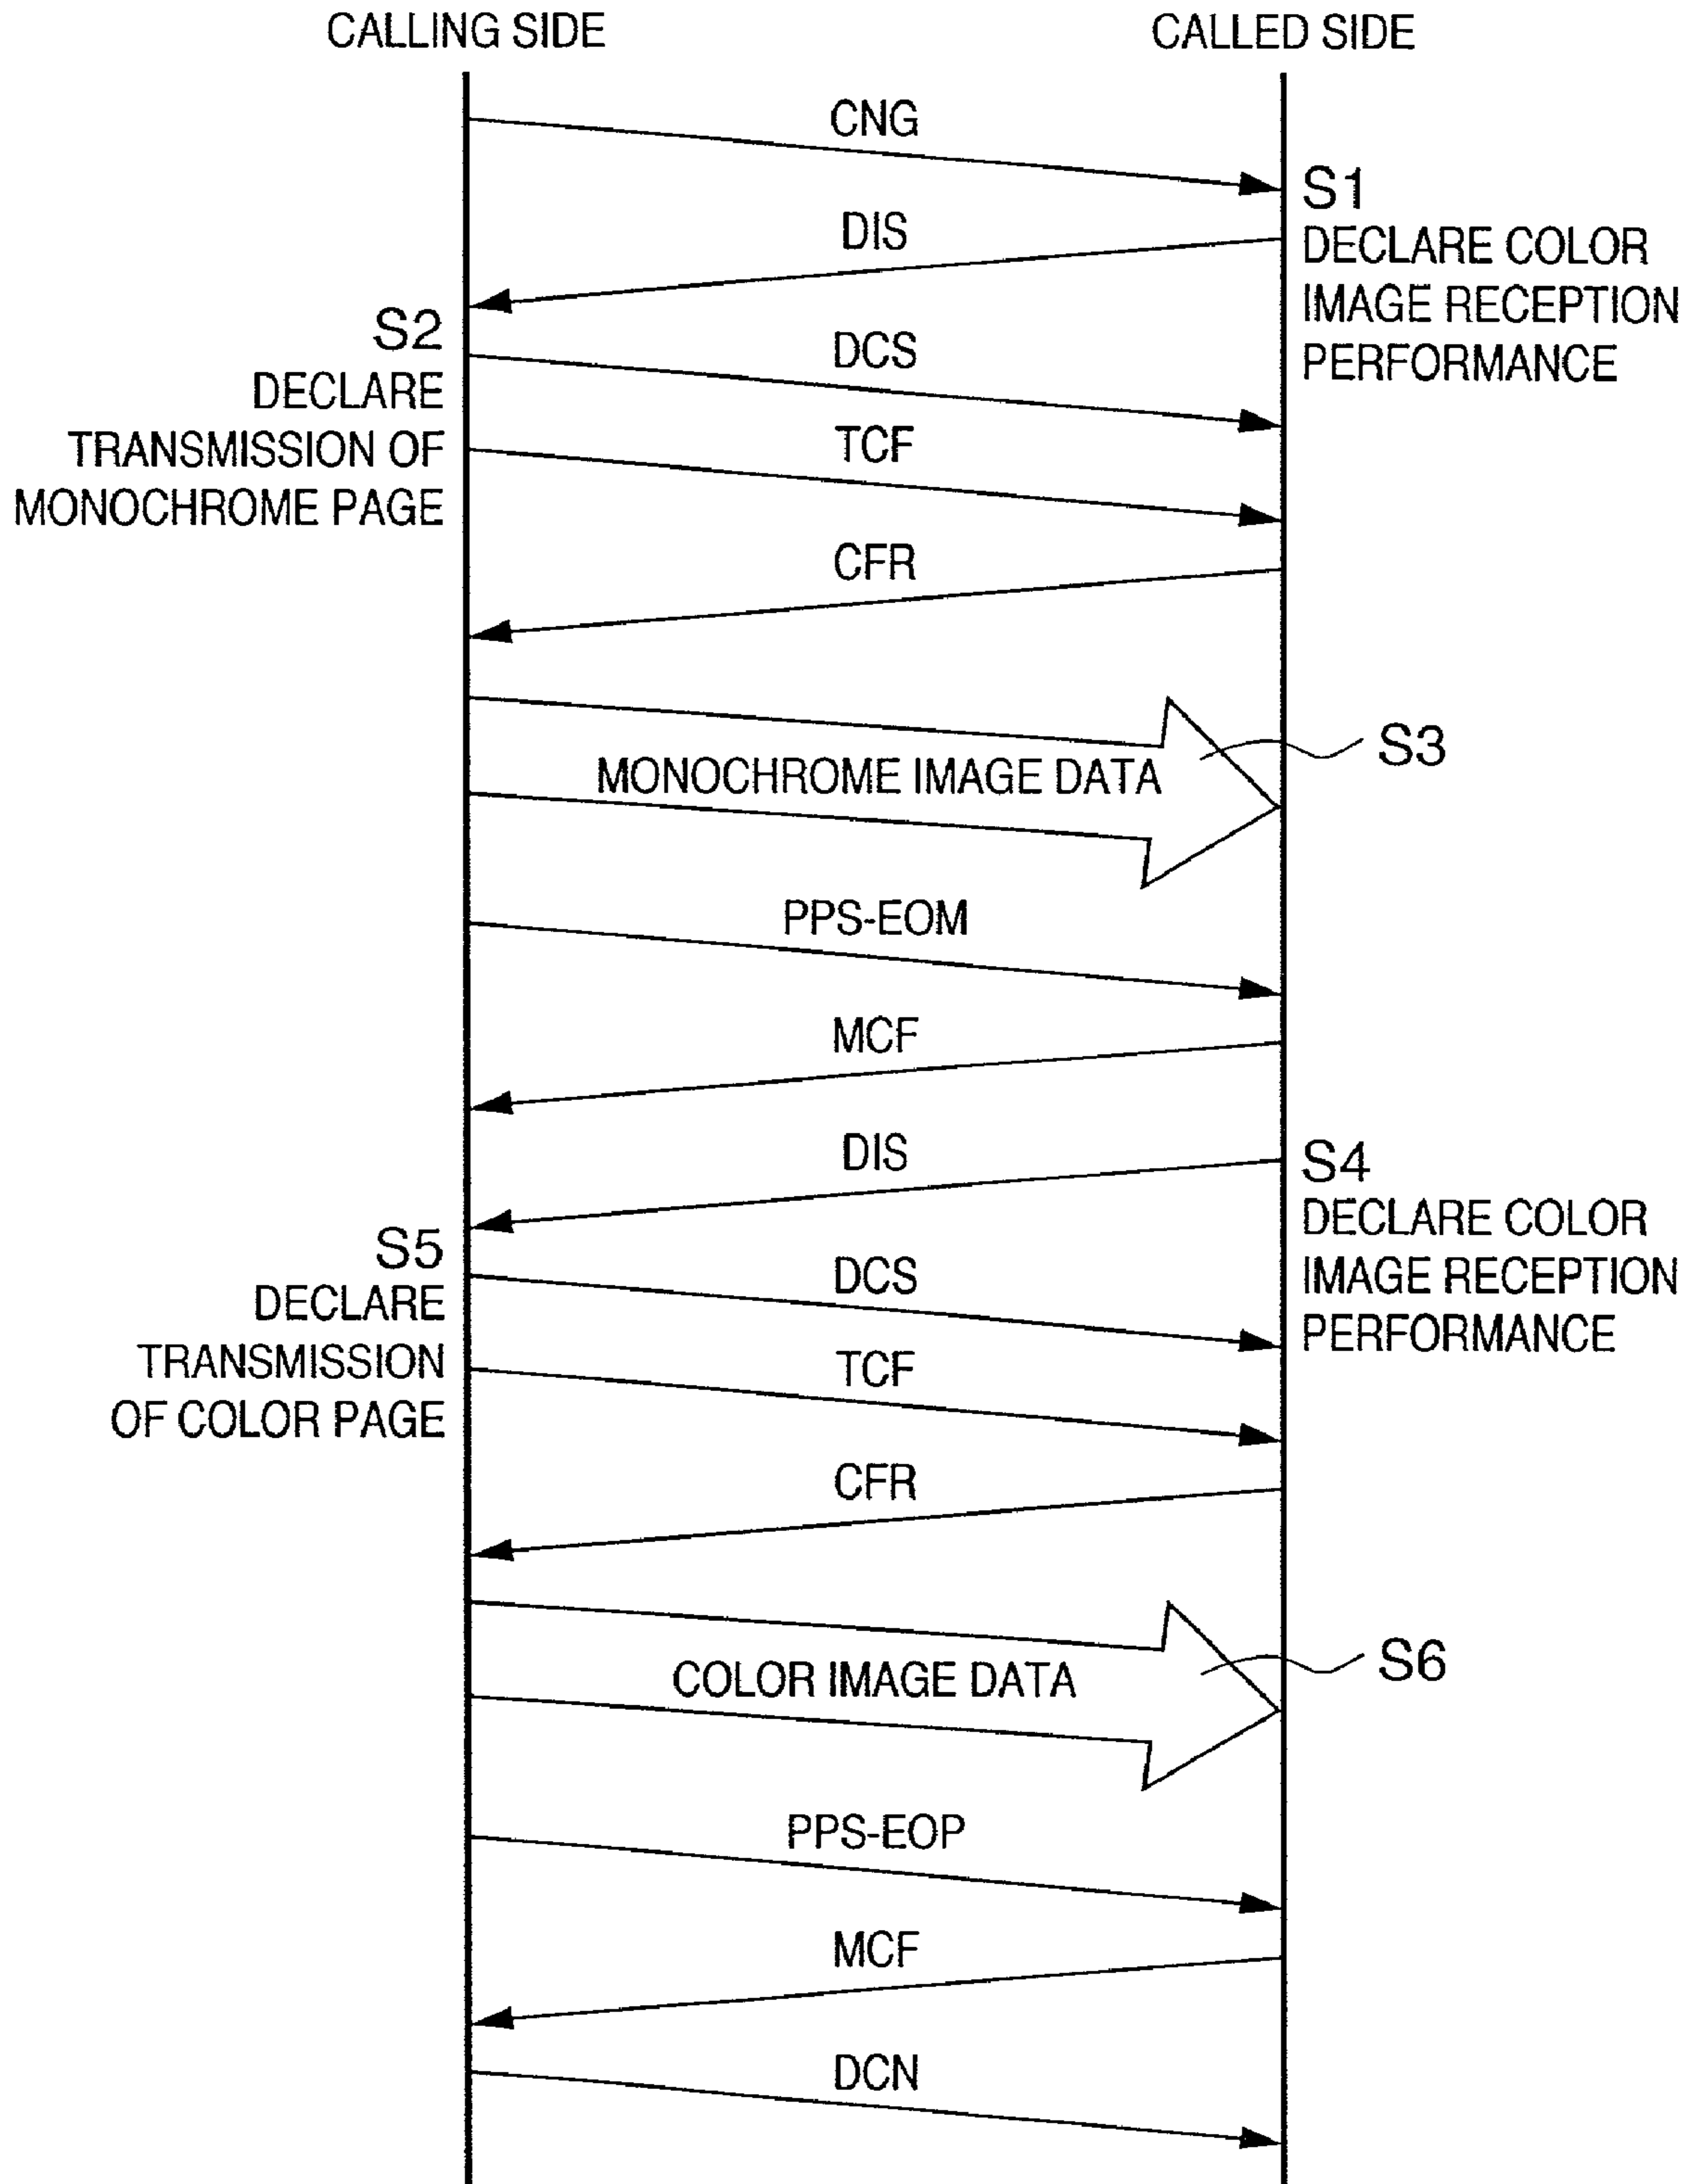 CALLING SIDE
CALLED SIDE
CNG
S1
DECLARE COLOR
IMAGE RECEPTION
PERFORMANCE
DIS
S2
DECLARE
TRANSMISSION OF
MONOCHROME PAGE
DCS
TCF
CFR
MONOCHROME IMAGE DATA
S3
PPS-EOM
MCF
DIS
S4
DECLARE COLOR
IMAGE RECEPTION
PERFORMANCE
S5
DECLARE
TRANSMISSION
OF COLOR PAGE
DCS
TCF
CFR
COLOR IMAGE DATA
S6
PPS-EOP
MCF
DCN